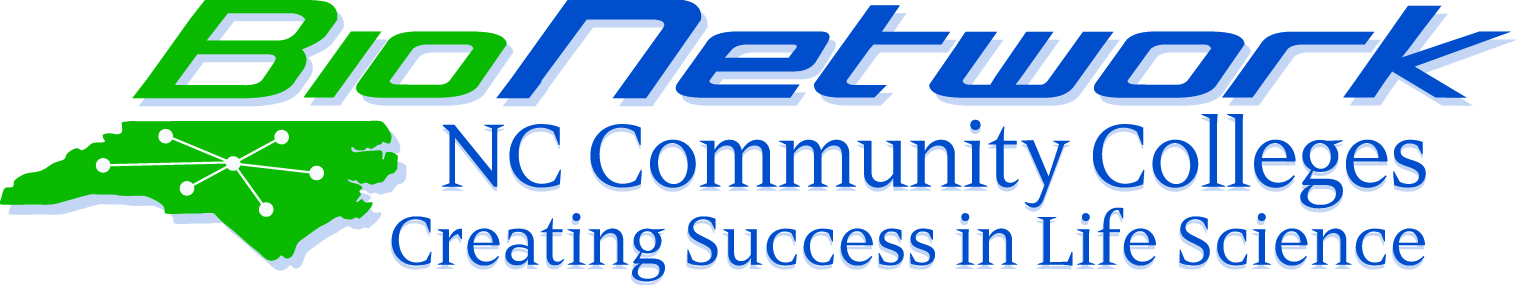 BioNetwork
NC Community Colleges
Creating Success in Life Science